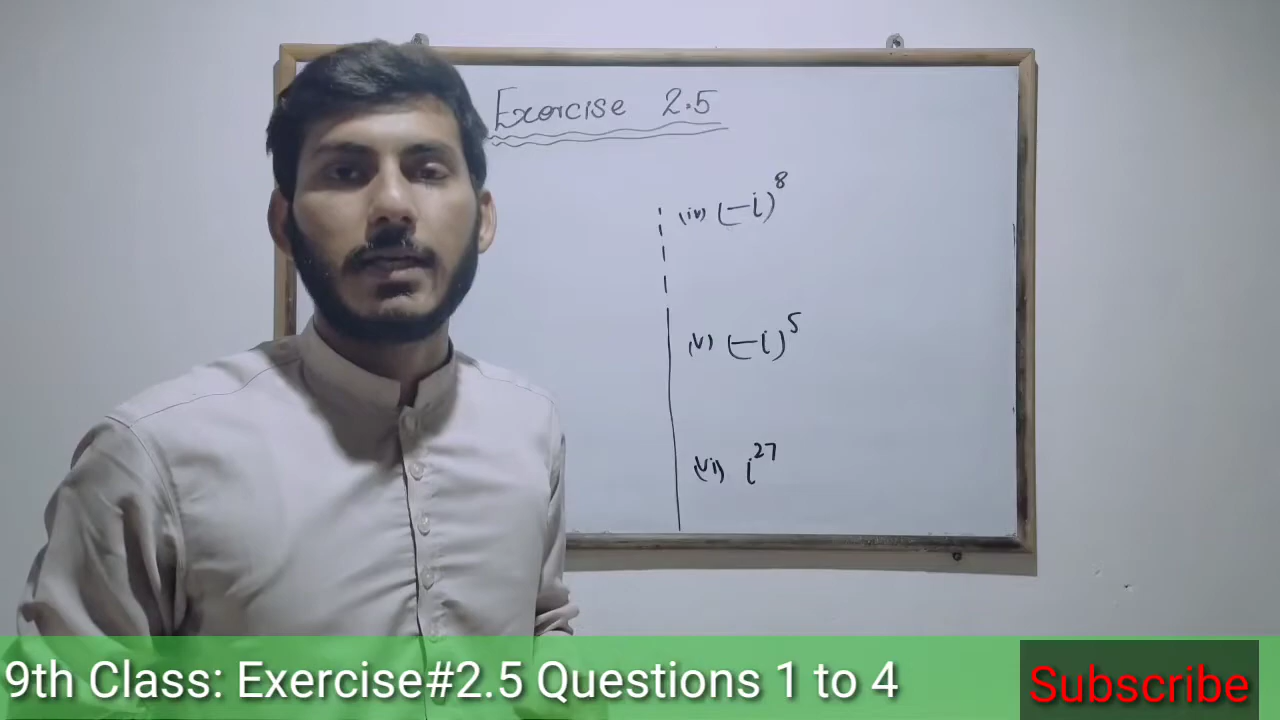 Exercise 2.5
(iv) (-i)^8
(v) (-i)^5
(vi) i^27
9th Class: Exercise#2.5 Questions 1 to 4
Subscribe